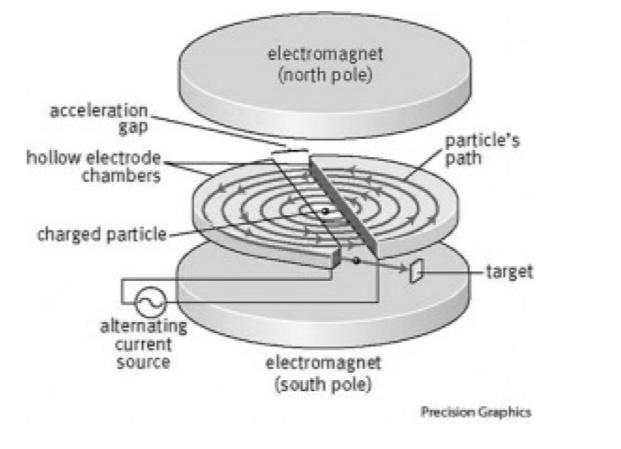 electromagnet
(north pole)
acceleration
gap
hollow electrode
chambers
particle's
path
charged particle
target
alternating
current
source
electromagnet
(south pole)
Precision Graphics